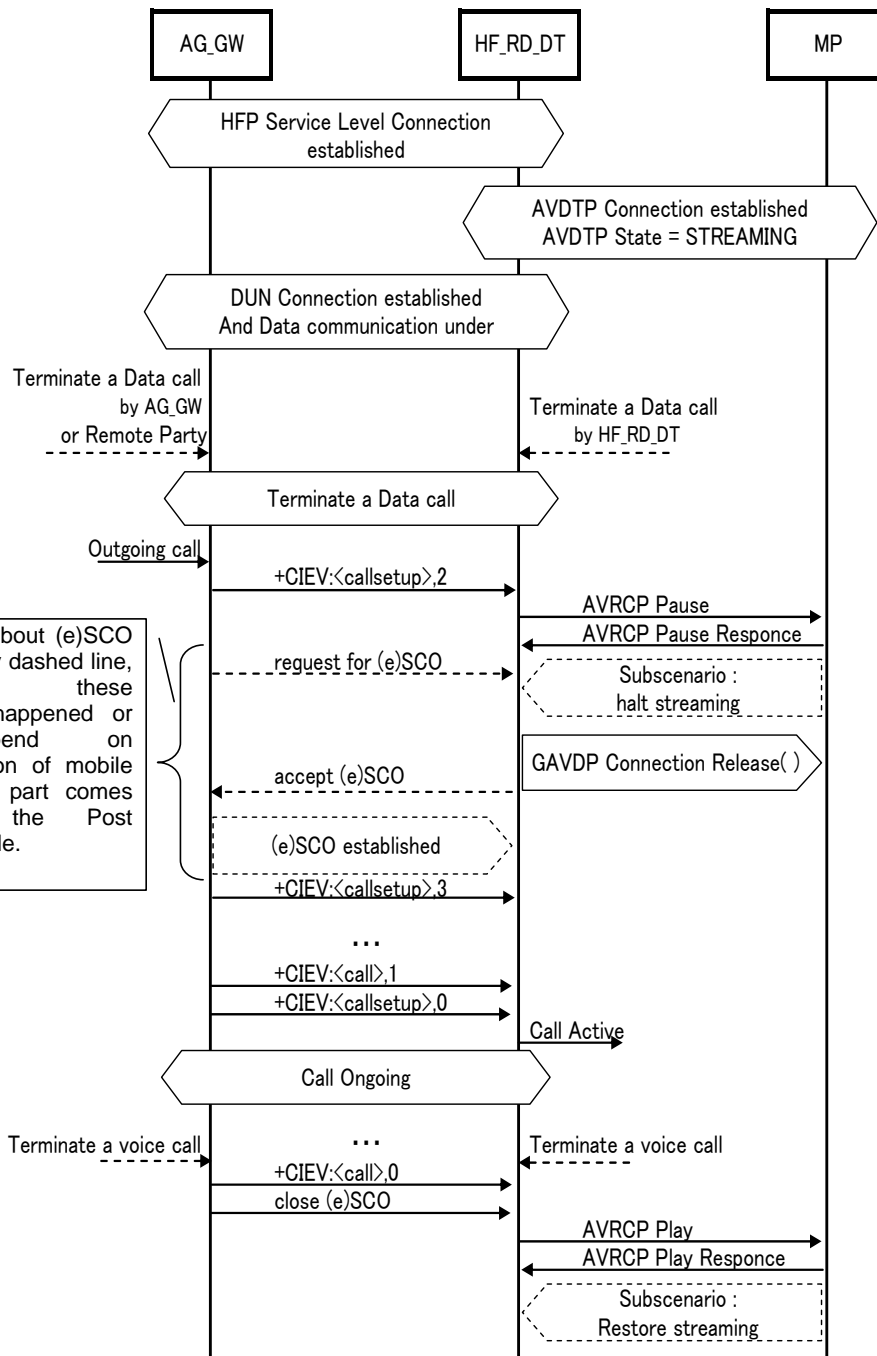 AG_GW
HF_RD_DT
MP
HFP Service Level Connection
established
AVDTP Connection established
AVDTP State = STREAMING
DUN Connection established
And Data communication under
Terminate a Data call
by AG_GW
or Remote Party
Terminate a Data call
by HF_RD_DT
Terminate a Data call
Outgoing call
+CIEV:<callsetup>,2
AVRCP Pause
AVRCP Pause Responce
bout (e)SCO
dashed line,
these
happened or
end on
on of mobile
part comes
the Post
le.
request for (e)SCO
Subscenario :
halt streaming
GAVDP Connection Release( )
accept (e)SCO
(e)SCO established
+CIEV:<callsetup>,3
...
+CIEV:<call>,1
+CIEV:<callsetup>,0
Call Active
Call Ongoing
Terminate a voice call
...
Terminate a voice call
+CIEV:<call>,0
close (e)SCO
AVRCP Play
AVRCP Play Responce
Subscenario :
Restore streaming